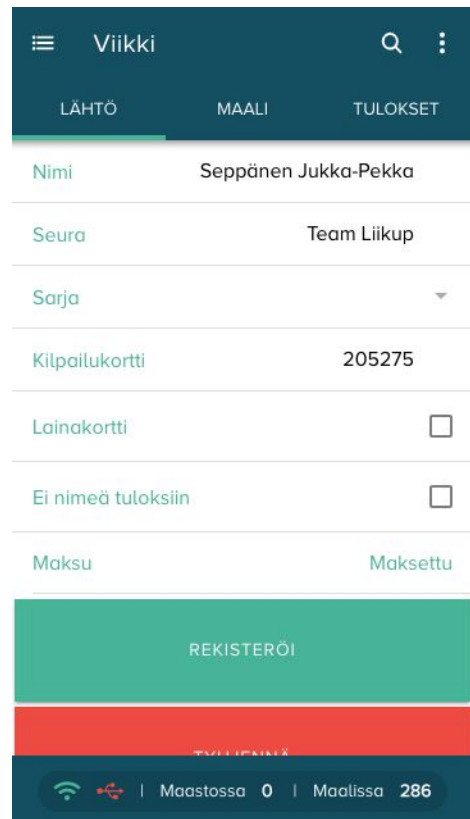 Viikki
LÄHTÖ MAALI TULOKSET
Nimi Seppänen Jukka-Pekka
Seura Team Liikup
Sarja
Kilpailukortti 205275
Lainakortti
Ei nimeä tuloksiin
Maksu Maksettu
REKISTERÖI
TYHJENNÄ
| Maastossa 0 | Maalissa 286